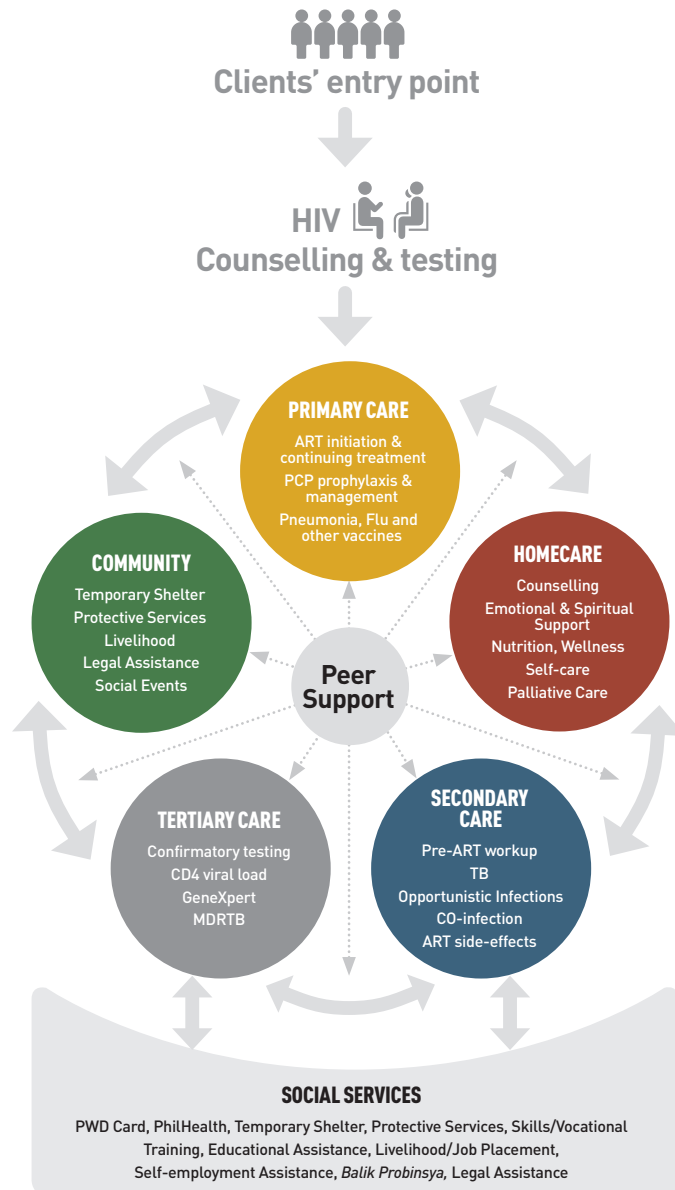 Clients’ entry point
HIV
Counselling & testing
PRIMARY CARE
ART initiation &
continuing treatment
PCP prophylaxis &
management
Pneumonia, Flu and
other vaccines
COMMUNITY
Temporary Shelter
Protective Services
Livelihood
Legal Assistance
Social Events
HOMECARE
Counselling
Emotional & Spiritual
Support
Nutrition, Wellness
Self-care
Palliative Care
Peer
Support
TERTIARY CARE
Confirmatory testing
CD4 viral load
GeneXpert
MDRTB
SECONDARY
CARE
Pre-ART workup
TB
Opportunistic Infections
CO-infection
ART side-effects
SOCIAL SERVICES
PWD Card, PhilHealth, Temporary Shelter, Protective Services, Skills/Vocational
Training, Educational Assistance, Livelihood/Job Placement,
Self-employment Assistance, Balik Probinsya, Legal Assistance